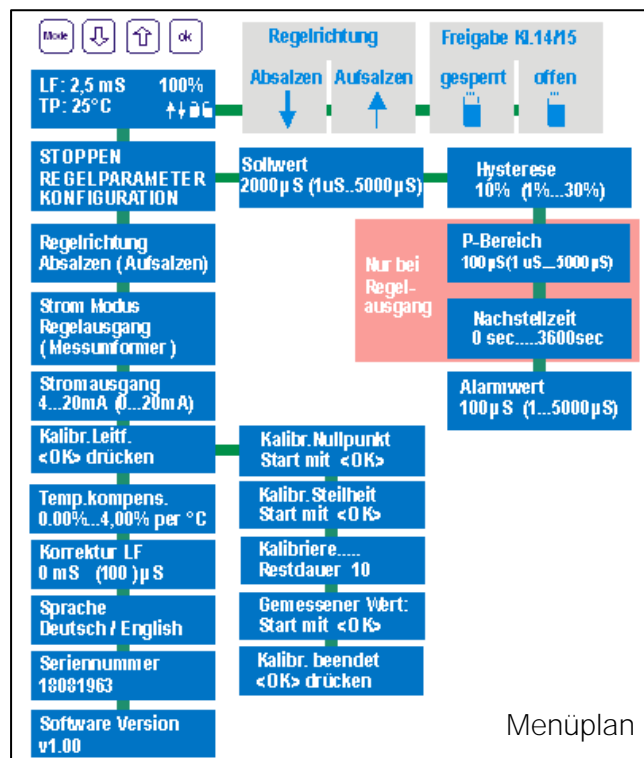 Mode ok
Regelrichtung
Absalzen Aufsalzen
Freigabe Kl.14/15
gesperrt offen
LF: 2,5 mS 100%
TP: 25°C
STOPPEN
REGELPARAMETER
KONFIGURATION
Sollwert
2000µS (1uS..5000µS)
Hysterese
10% (1%...30%)
Nur bei
Regel-
ausgang
P-Bereich
100µS(1 uS....5000µS)
Nachstellzeit
0 sec.....3600sec
Alarmwert
100µS (1...5000µS)
Regelrichtung
Absalzen (Aufsalzen)
Strom Modus
Regelausgang
(Messumformer)
Stromausgang
4...20mA (0...20mA)
Kalibr.Leitf.
<OK> drücken
Kalibr.Nullpunkt
Start mit <OK>
Kalibr.Steilheit
Start mit <OK>
Kalibriere.....
Restdauer 10
Gemessener Wert:
Start mit <OK>
Kalibr. beendet
<OK> drücken
Temp.kompens.
0.00%...4,00% per °C
Korrektur LF
0 mS (100 )µS
Sprache
Deutsch / English
Seriennummer
18081963
Software Version
v1.00
Menüplan